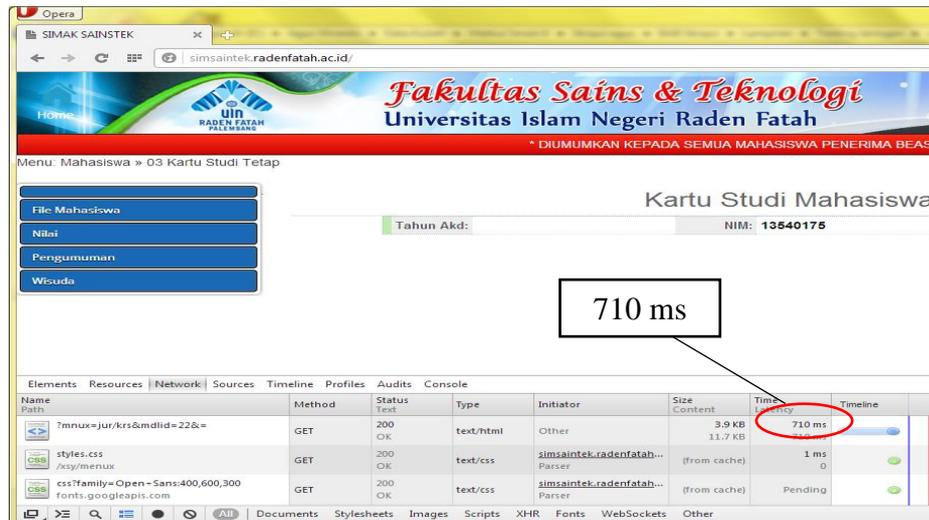 Opera
SIMAK SAINSTEK
simsaintek.radenfatah.ac.id/
Home
uin
RADEN FATAH
PALEMBANG
Fakultas Sains & Teknologi
Universitas Islam Negeri Raden Fatah
* DIUMUMKAN KEPADA SEMUA MAHASISWA PENERIMA BEAS
Menu: Mahasiswa » 03 Kartu Studi Tetap
Kartu Studi Mahasiswa
File Mahasiswa
Nilai
Pengumuman
Wisuda
Tahun Akd: NIM: 13540175
710 ms
Elements Resources Network Sources Timeline Profiles Audits Console
Name Method Status Type Initiator Size Time Timeline
Path Text Content Latency
?mnux=jur/krs&mdlid=22&= GET 200 text/html Other 3.9 KB 710 ms
OK 11.7 KB 710 ms
styles.css GET 200 text/css simsaintek.radenfatah... (from cache) 1 ms
/xsy/menux OK Parser 0
css?family=Open+Sans:400,600,300 GET 200 text/css simsaintek.radenfatah... (from cache) Pending
fonts.googleapis.com OK Parser
All Documents Stylesheets Images Scripts XHR Fonts WebSockets Other